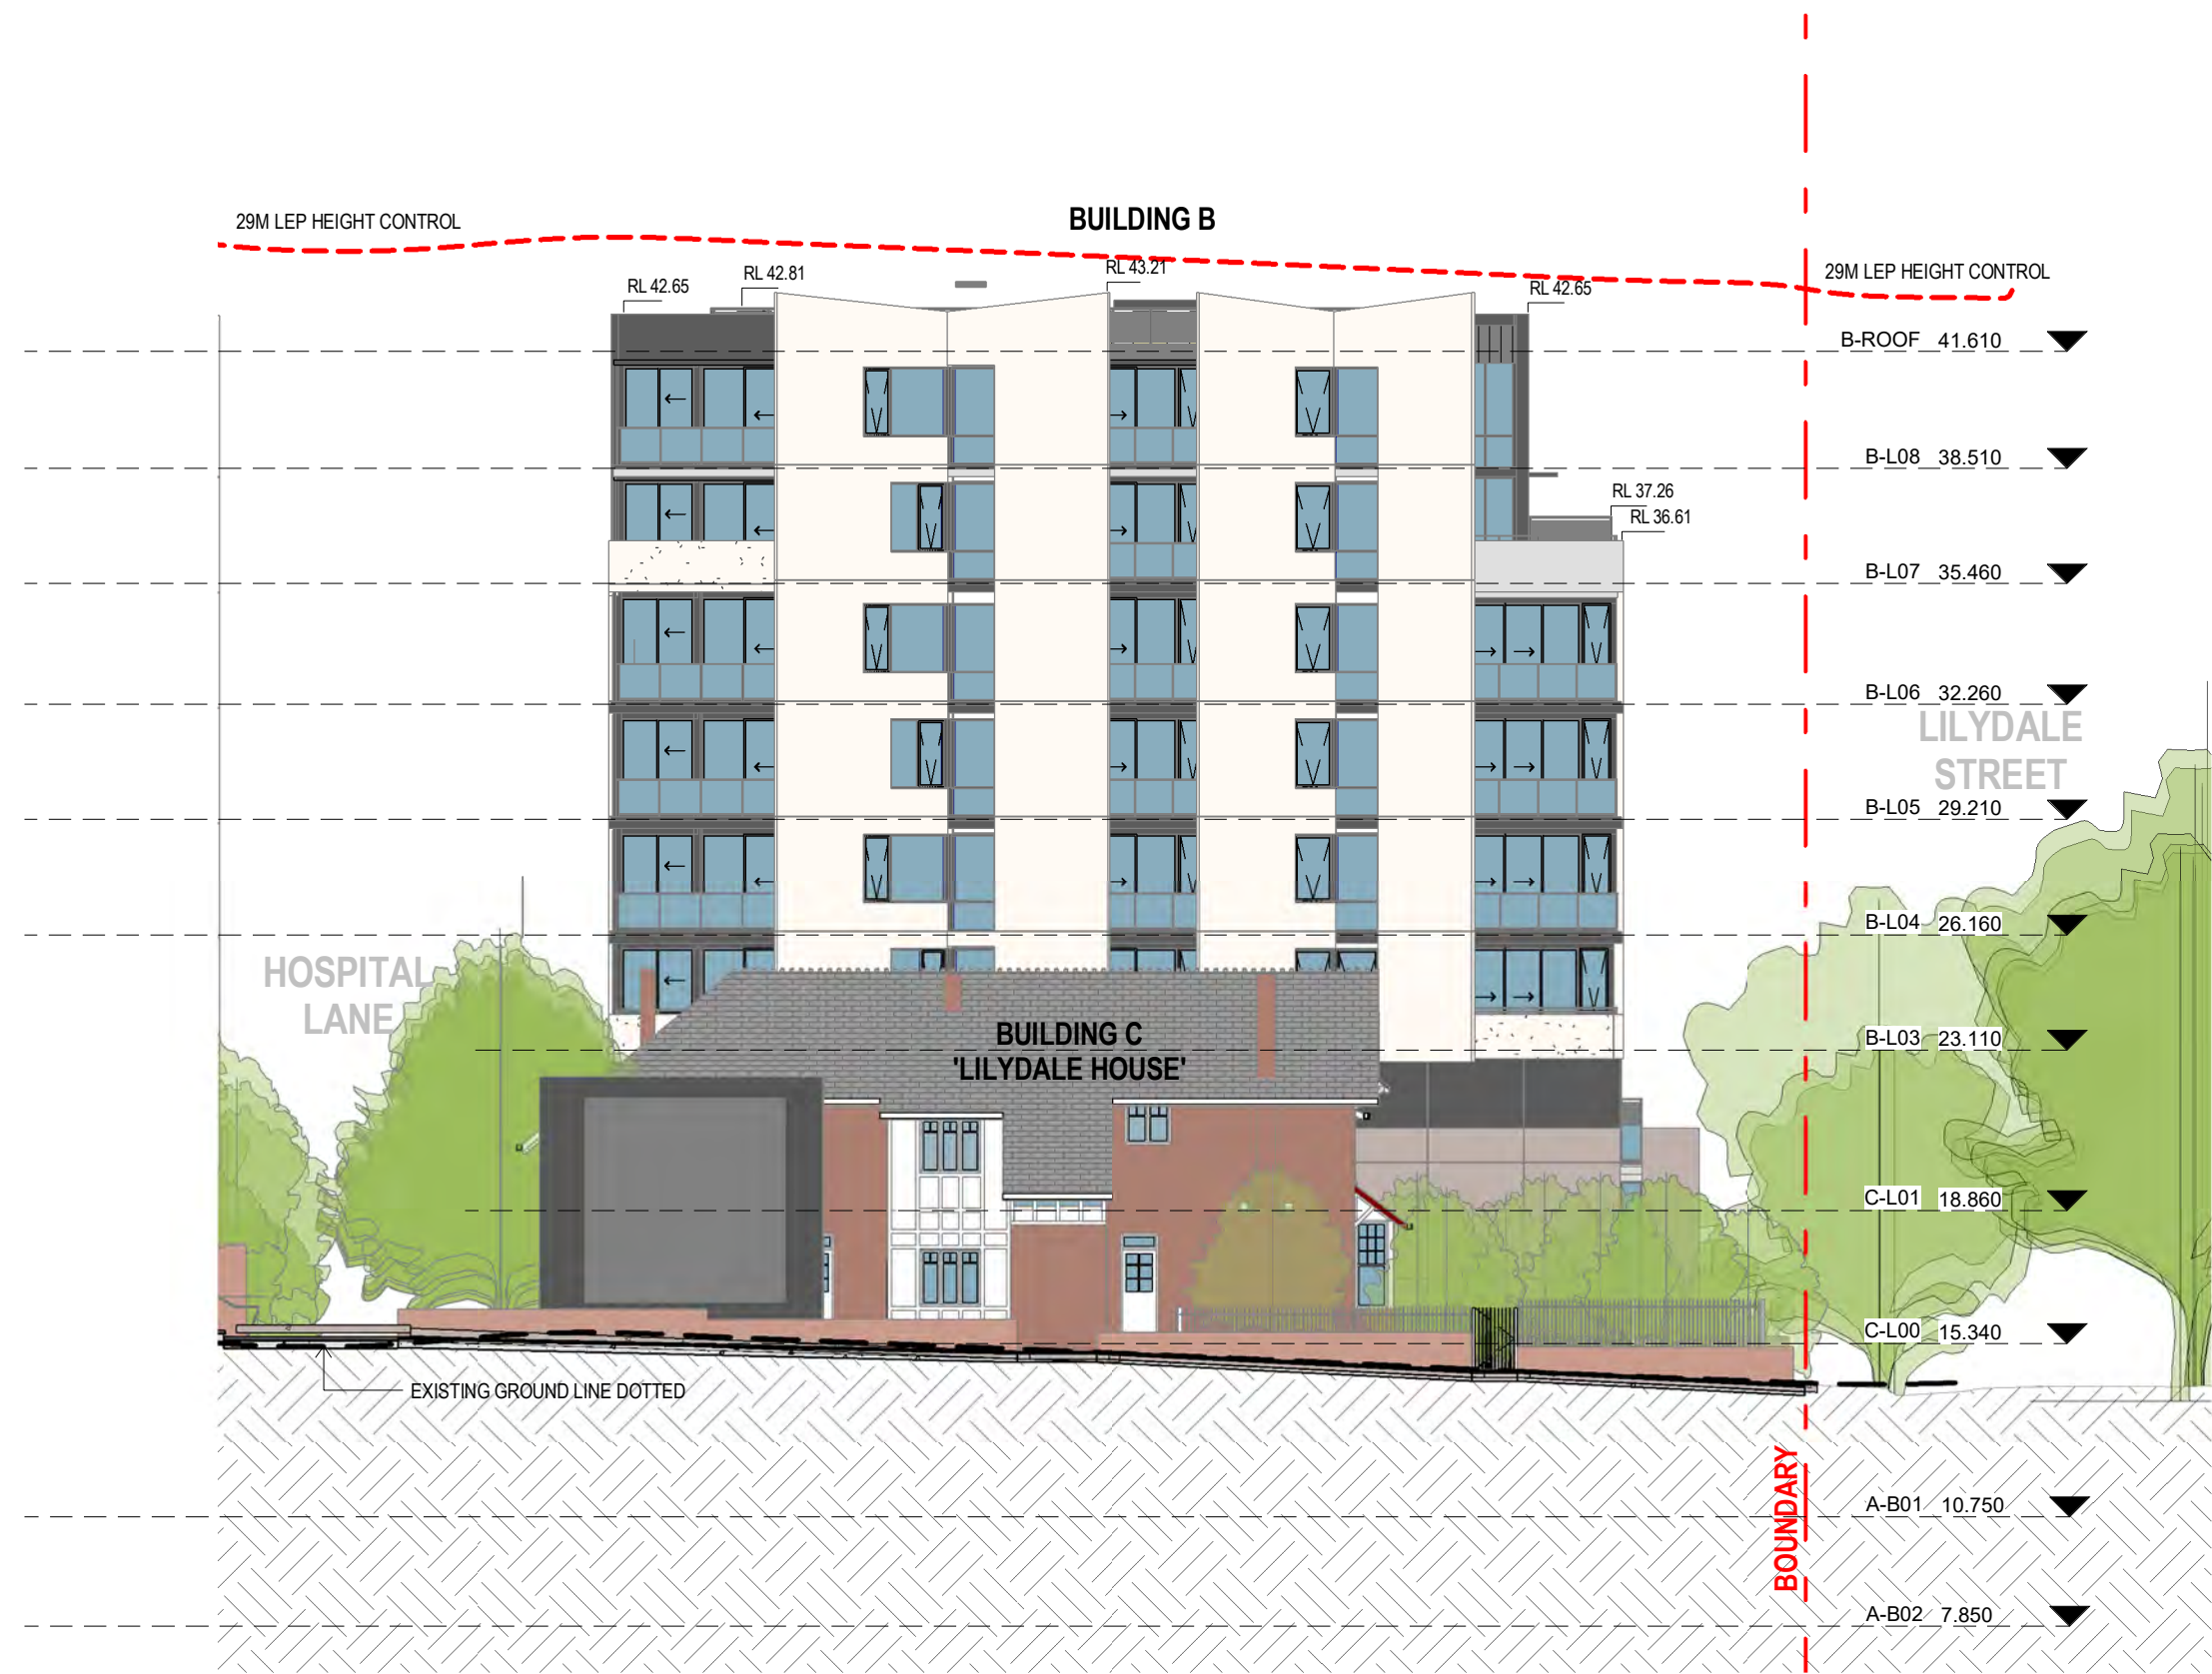 BUILDING B
29M LEP HEIGHT CONTROL
RL 42.65
RL 42.81
RL 43.21
RL 42.65
29M LEP HEIGHT CONTROL
B-ROOF 41.610
B-L08 38.510
RL 37.26
RL 36.61
B-L07 35.460
B-L06 32.260
LILYDALE
STREET
B-L05 29.210
B-L04 26.160
HOSPITAL
LANE
BUILDING C
'LILYDALE HOUSE'
B-L03 23.110
C-L01 18.860
C-L00 15.340
EXISTING GROUND LINE DOTTED
BOUNDARY
A-B01 10.750
A-B02 7.850